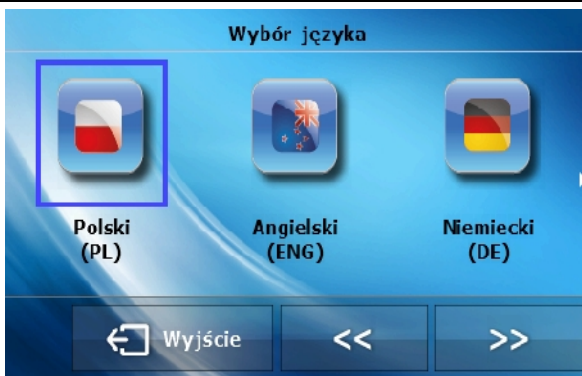 Wybór języka
Polski Angielski Niemiecki
(PL) (ENG) (DE)
Wyjście << >>